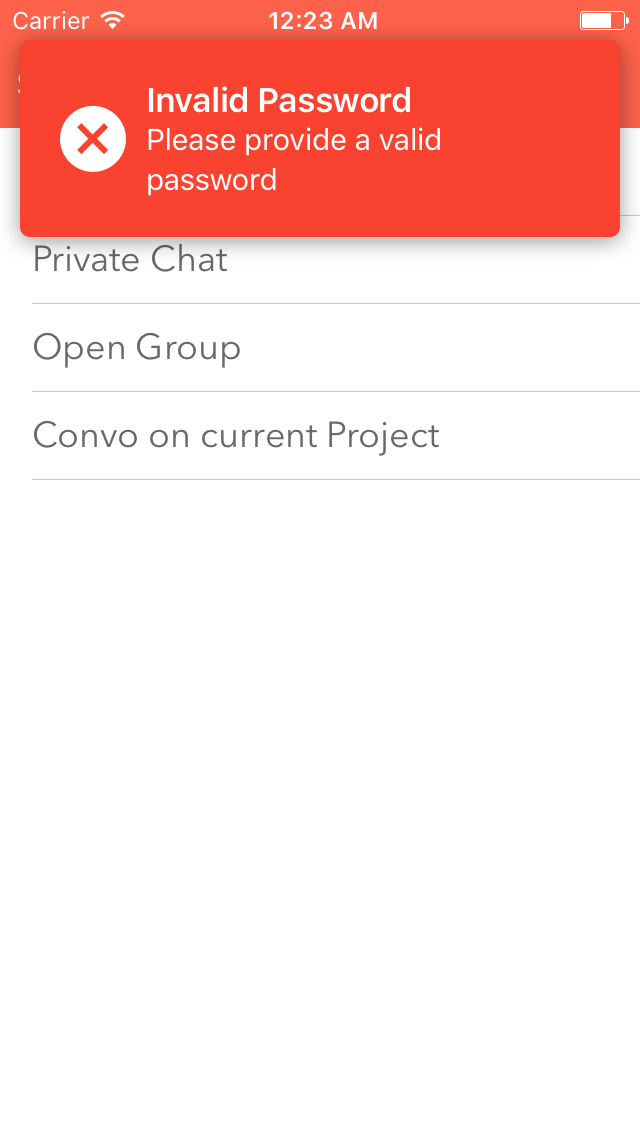 Carrier
12:23 AM
Invalid Password
Please provide a valid
password
Private Chat
Open Group
Convo on current Project